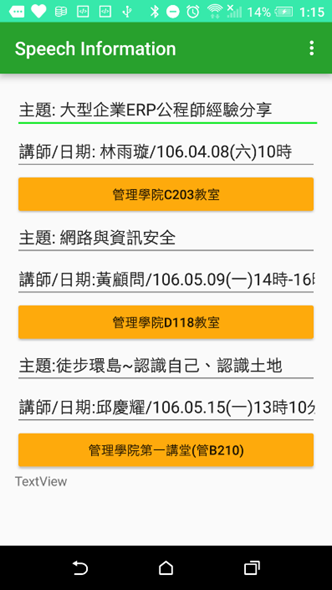 14% 1:15
Speech Information
主題: 大型企業ERP公程師經驗分享
講師/日期: 林雨璇/106.04.08(六)10時
管理學院C203教室
主題: 網路與資訊安全
講師/日期:黃顧問/106.05.09(一)14時-16時
管理學院D118教室
主題:徒步環島~認識自己、認識土地
講師/日期:邱慶耀/106.05.15(一)13時10分
管理學院第一講堂(管B210)
TextView